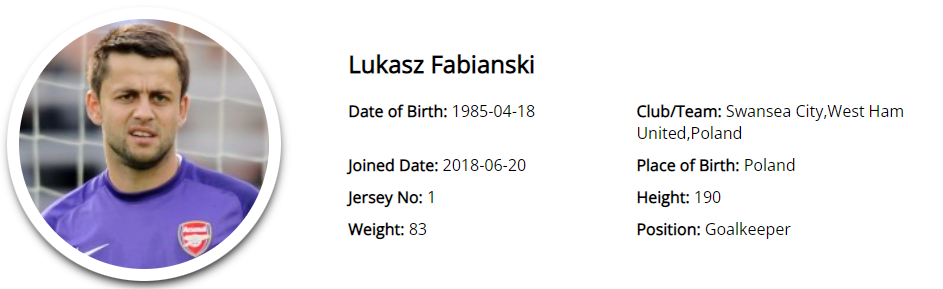 Lukasz Fabianski
Date of Birth: 1985-04-18
Club/Team: Swansea City,West Ham
United,Poland
Joined Date: 2018-06-20
Place of Birth: Poland
Jersey No: 1
Height: 190
Weight: 83
Position: Goalkeeper
Arsenal